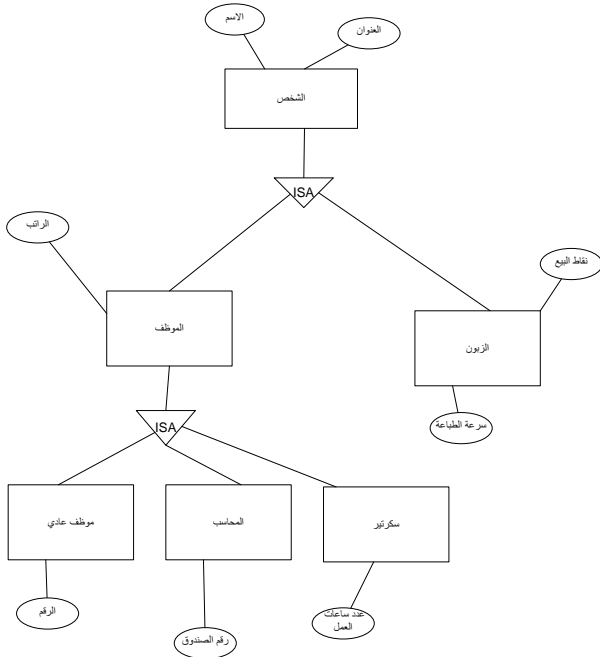 الاسم
العنوان
الشخص
ISA
الراتب
نقاط البيع
الموظف
الزبون
ISA
سرعة الطباعة
موظف عادي
المحاسب
سكرتير
الرقم
رقم الصندوق
عدد ساعات
العمل